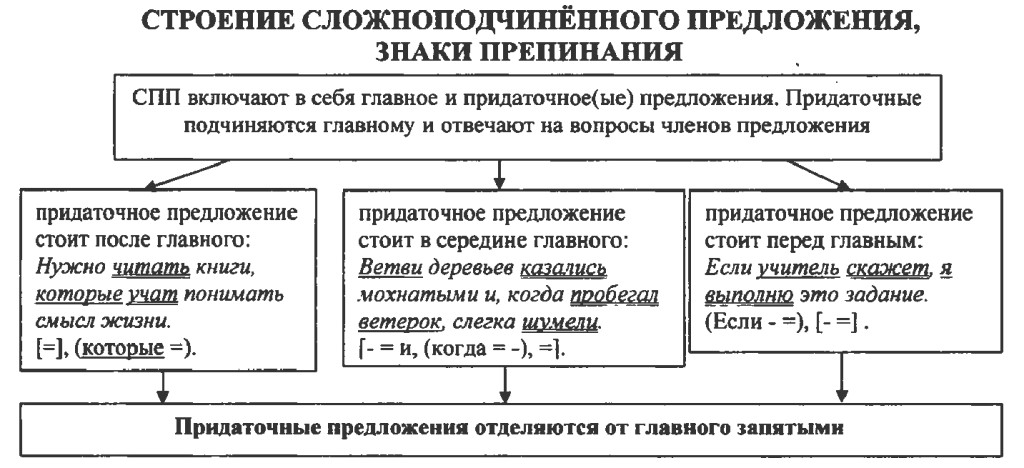 СТРОЕНИЕ СЛОЖНОПОДЧИНЁННОГО ПРЕДЛОЖЕНИЯ,
ЗНАКИ ПРЕПИНАНИЯ
СПП включают в себя главное и придаточное(ые) предложения. Придаточные
подчиняются главному и отвечают на вопросы членов предложения
придаточное предложение
стоит после главного:
Нужно читать книги,
которые учат понимать
смысл жизни.
[=], (которые =).
придаточное предложение
стоит в середине главного:
Ветви деревьев казались
мохнатыми и, когда пробегал
ветерок, слегка шумели.
[- = и, (когда = -), =].
придаточное предложение
стоит перед главным:
Если учитель скажет, я
выполню это задание.
(Если - =), [- =] .
Придаточные предложения отделяются от главного запятыми